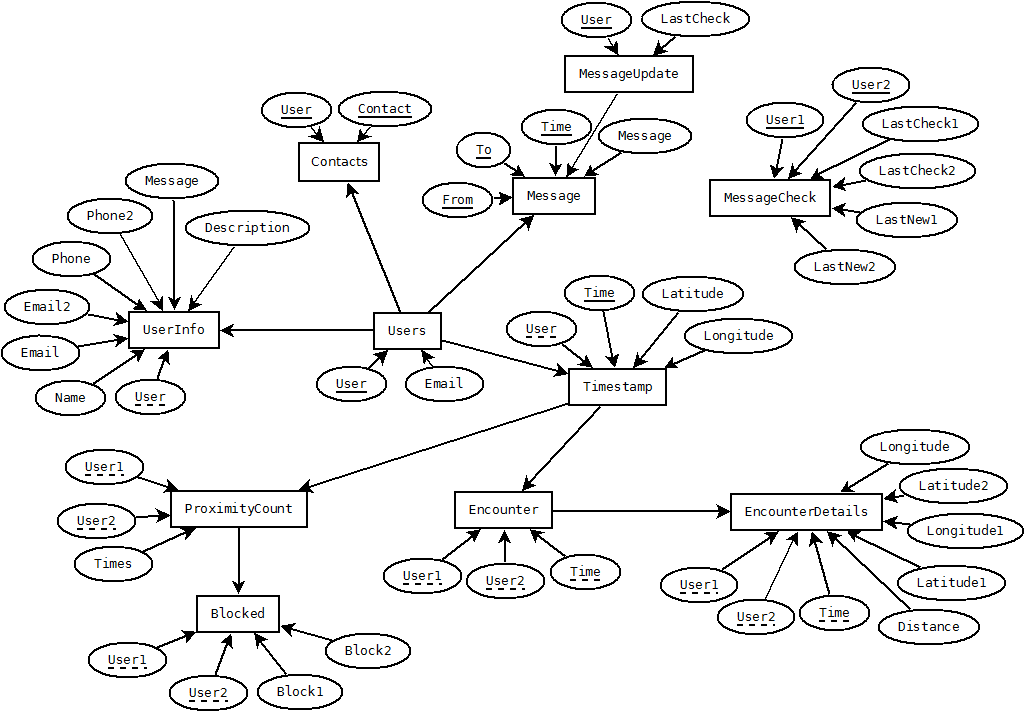 User
LastCheck
MessageUpdate
User2
User
Contact
Time
Message
User1
LastCheck1
To
Contacts
LastCheck2
Message
From
Message
MessageCheck
LastNew1
Phone2
Description
Phone
LastNew2
Email2
Time
Latitude
User
Longitude
UserInfo
Users
Email
User
Email
Timestamp
Name
User
Longitude
User1
Latitude2
ProximityCount
Encounter
EncounterDetails
User2
Longitude1
Times
User1
User2
Time
User1
Latitude1
User2
Time
Distance
Blocked
User1
Block2
User2
Block1